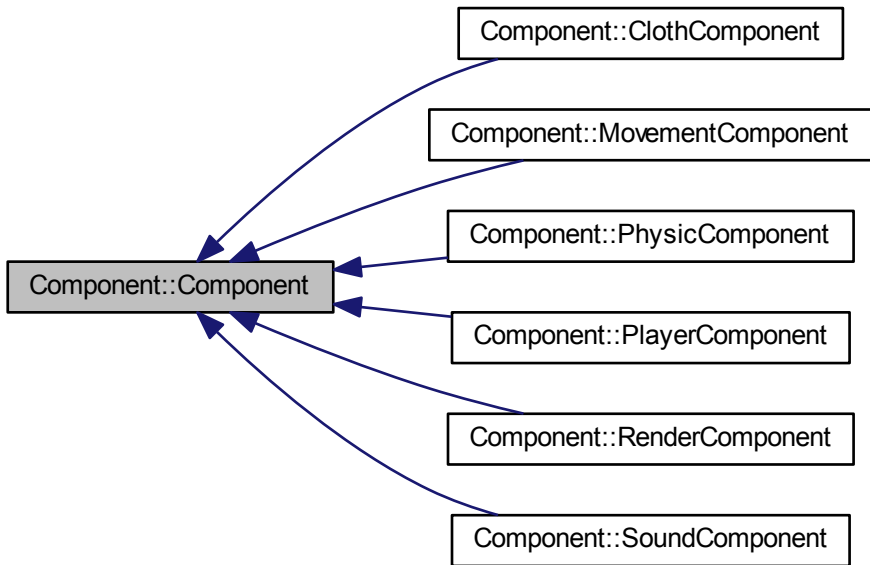 Component::ClothComponent
Component::MovementComponent
Component::PhysicComponent
Component::Component
Component::PlayerComponent
Component::RenderComponent
Component::SoundComponent